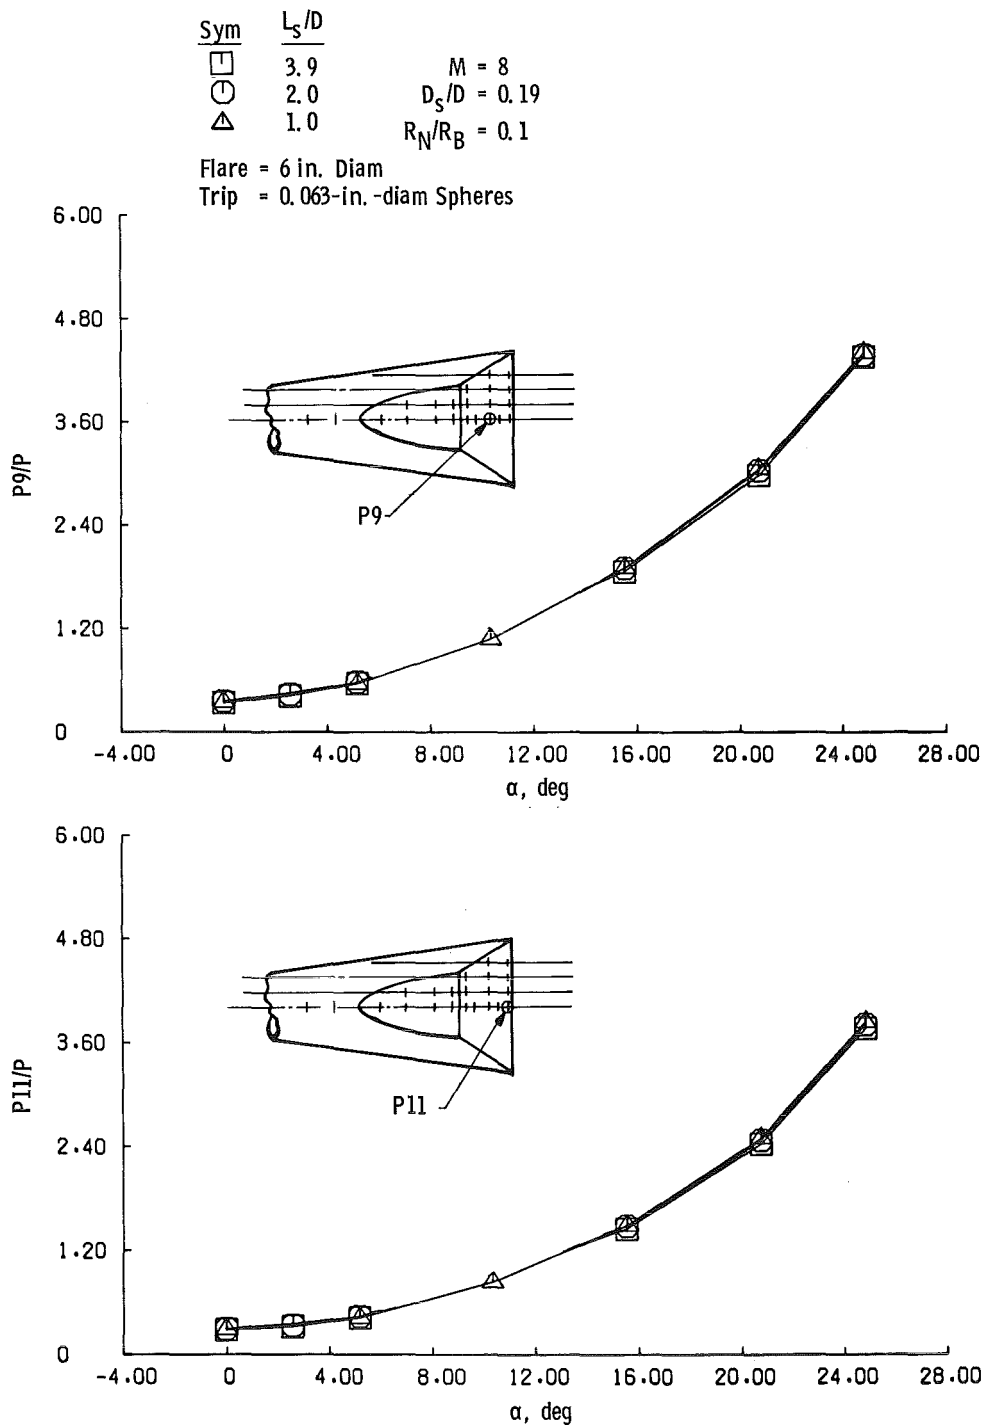 Sym Ls/D
3.9 M = 8
2.0 Ds/D = 0.19
1.0 RN/RB = 0.1
Flare = 6 in. Diam
Trip = 0.063-in.-diam Spheres
6.00
4.80
3.60
2.40
1.20
0
P9/P
P9
-4.00 0 4.00 8.00 12.00 16.00 20.00 24.00 28.00
α, deg
6.00
4.80
3.60
2.40
1.20
0
P11/P
P11
-4.00 0 4.00 8.00 12.00 16.00 20.00 24.00 28.00
α, deg